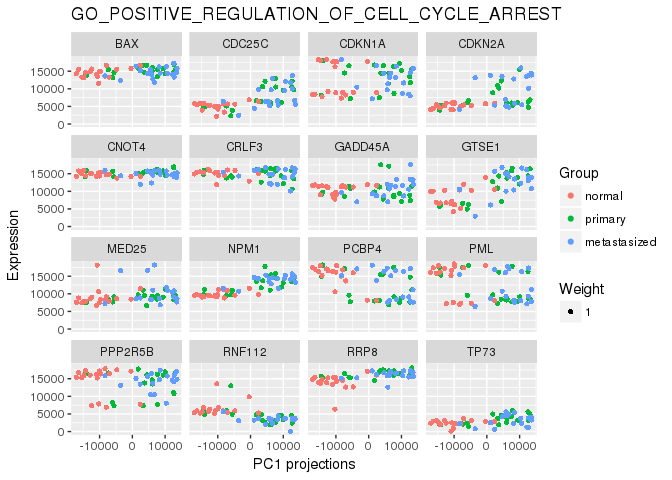 GO_POSITIVE_REGULATION_OF_CELL_CYCLE_ARREST
BAX CDC25C CDKN1A CDKN2A
15000
10000
5000
0
CNOT4 CRLF3 GADD45A GTSE1
15000
10000
5000
0
MED25 NPM1 PCBP4 PML
15000
10000
5000
0
PPP2R5B RNF112 RRP8 TP73
15000
10000
5000
0
-10000 0 10000 -10000 0 10000 -10000 0 10000 -10000 0 10000
PC1 projections
Expression
Group
normal
primary
metastasized
Weight
1